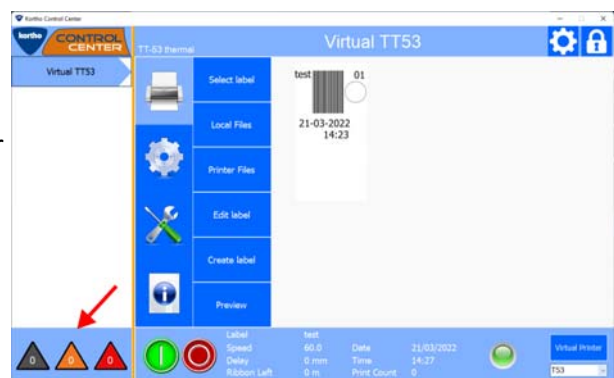 Kortho Control Center
kortho CONTROL CENTER
TT-53 thermal
Virtual TT53
Virtual TT53
Select label
Local Files
Printer Files
Edit label
Create label
Preview
test
01
21-03-2022
14:23
0 0 0
Label test
Speed 60.0 Date 21/03/2022
Delay 0 mm Time 14:27
Ribbon Left 0 m Print Count 0
Virtual Printer
T53